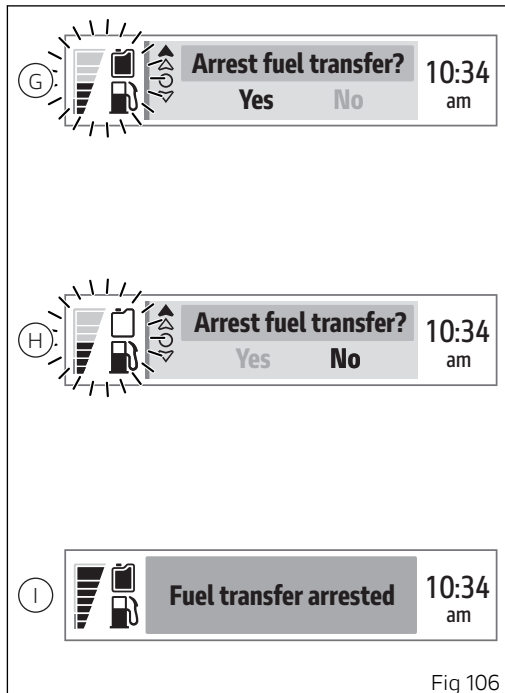 G
Arrest fuel transfer?
Yes No
10:34
am
H
Arrest fuel transfer?
Yes No
10:34
am
I
Fuel transfer arrested
10:34
am
Fig 106